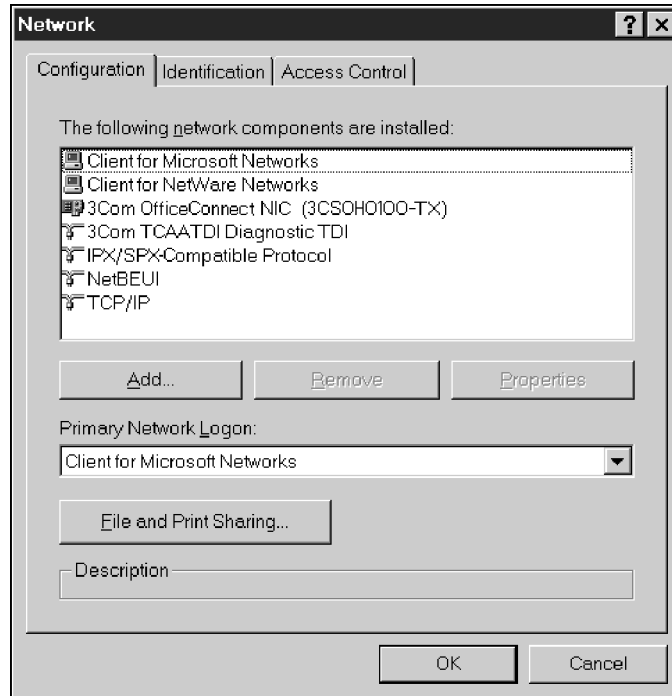 Network
Configuration Identification Access Control
The following network components are installed:
Client for Microsoft Networks
Client for NetWare Networks
3Com OfficeConnect NIC (3CSOHO100-TX)
3Com TCAATDI Diagnostic TDI
IPX/SPX-Compatible Protocol
NetBEUI
TCP/IP
Add... Remove Properties
Primary Network Logon:
Client for Microsoft Networks
File and Print Sharing...
Description
OK Cancel